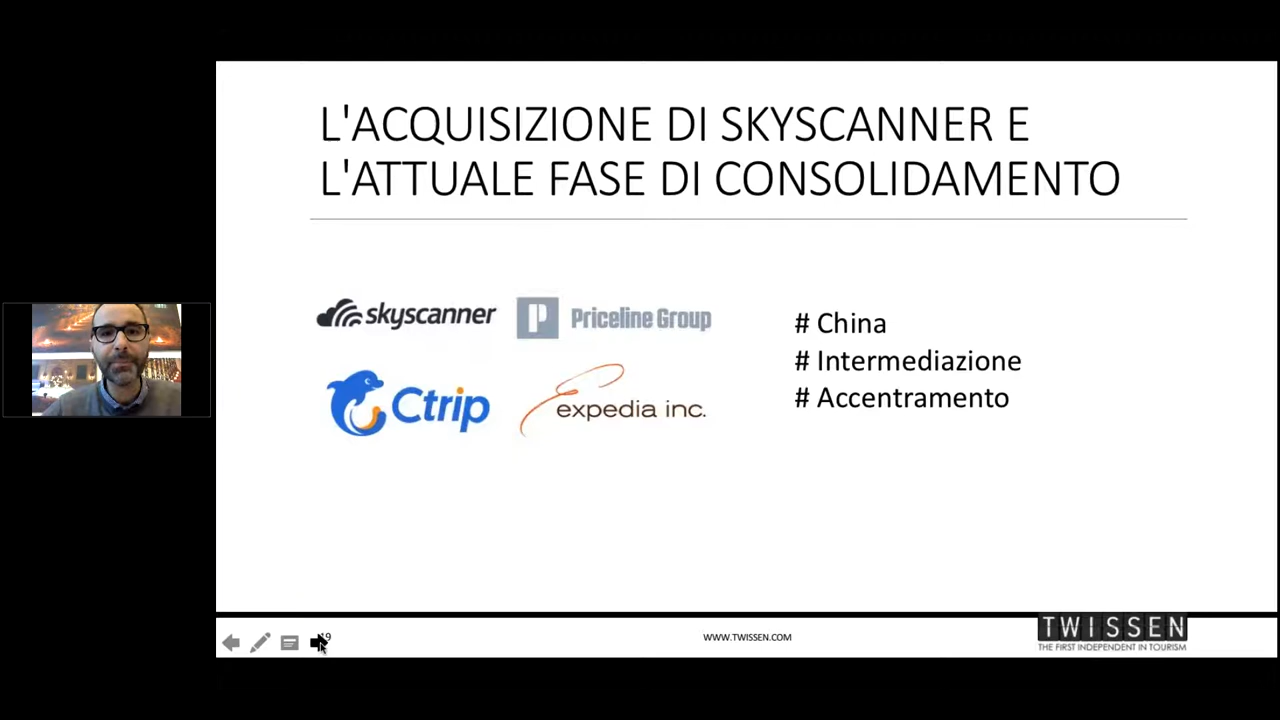 L'ACQUISIZIONE DI SKYSCANNER E
L'ATTUALE FASE DI CONSOLIDAMENTO
skyscanner
P Priceline Group
Ctrip
expedia inc.
# China
# Intermediazione
# Accentramento
19
WWW.TWISSEN.COM
TWISSEN
THE FIRST INDEPENDENT IN TOURISM